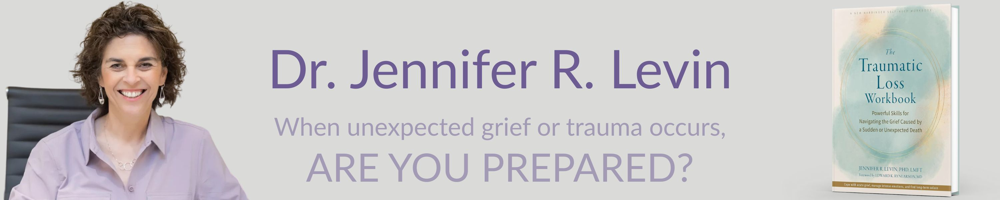 Dr. Jennifer R. Levin
When unexpected grief or trauma occurs,
ARE YOU PREPARED?
A NEW HARBINGER SELF-HELP WORKBOOK
The
Traumatic
Loss
Workbook
Powerful Skills for
Navigating the Grief Caused by
a Sudden or Unexpected Death
JENNIFER R. LEVIN, PHD, LMFT
Foreword by EDWARD K. RYNEARSON, MD
Cope with acute grief, manage intense emotions, and find long-term solace